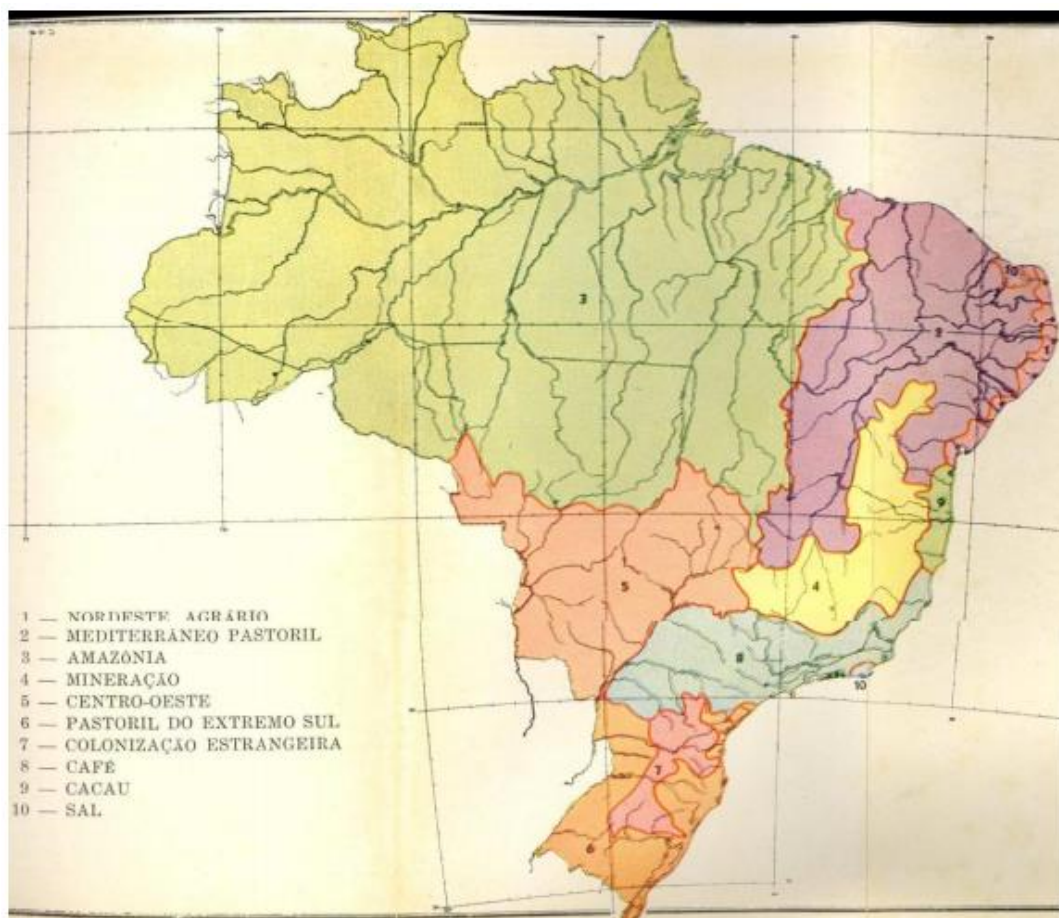 3
10
2
1
9
4
5
8
10
7
6
1 — NORDESTE AGRÁRIO
2 — MEDITERRÂNEO PASTORIL
3 — AMAZÔNIA
4 — MINERAÇÃO
5 — CENTRO-OESTE
6 — PASTORIL DO EXTREMO SUL
7 — COLONIZAÇÃO ESTRANGEIRA
8 — CAFÉ
9 — CACAU
10 — SAL